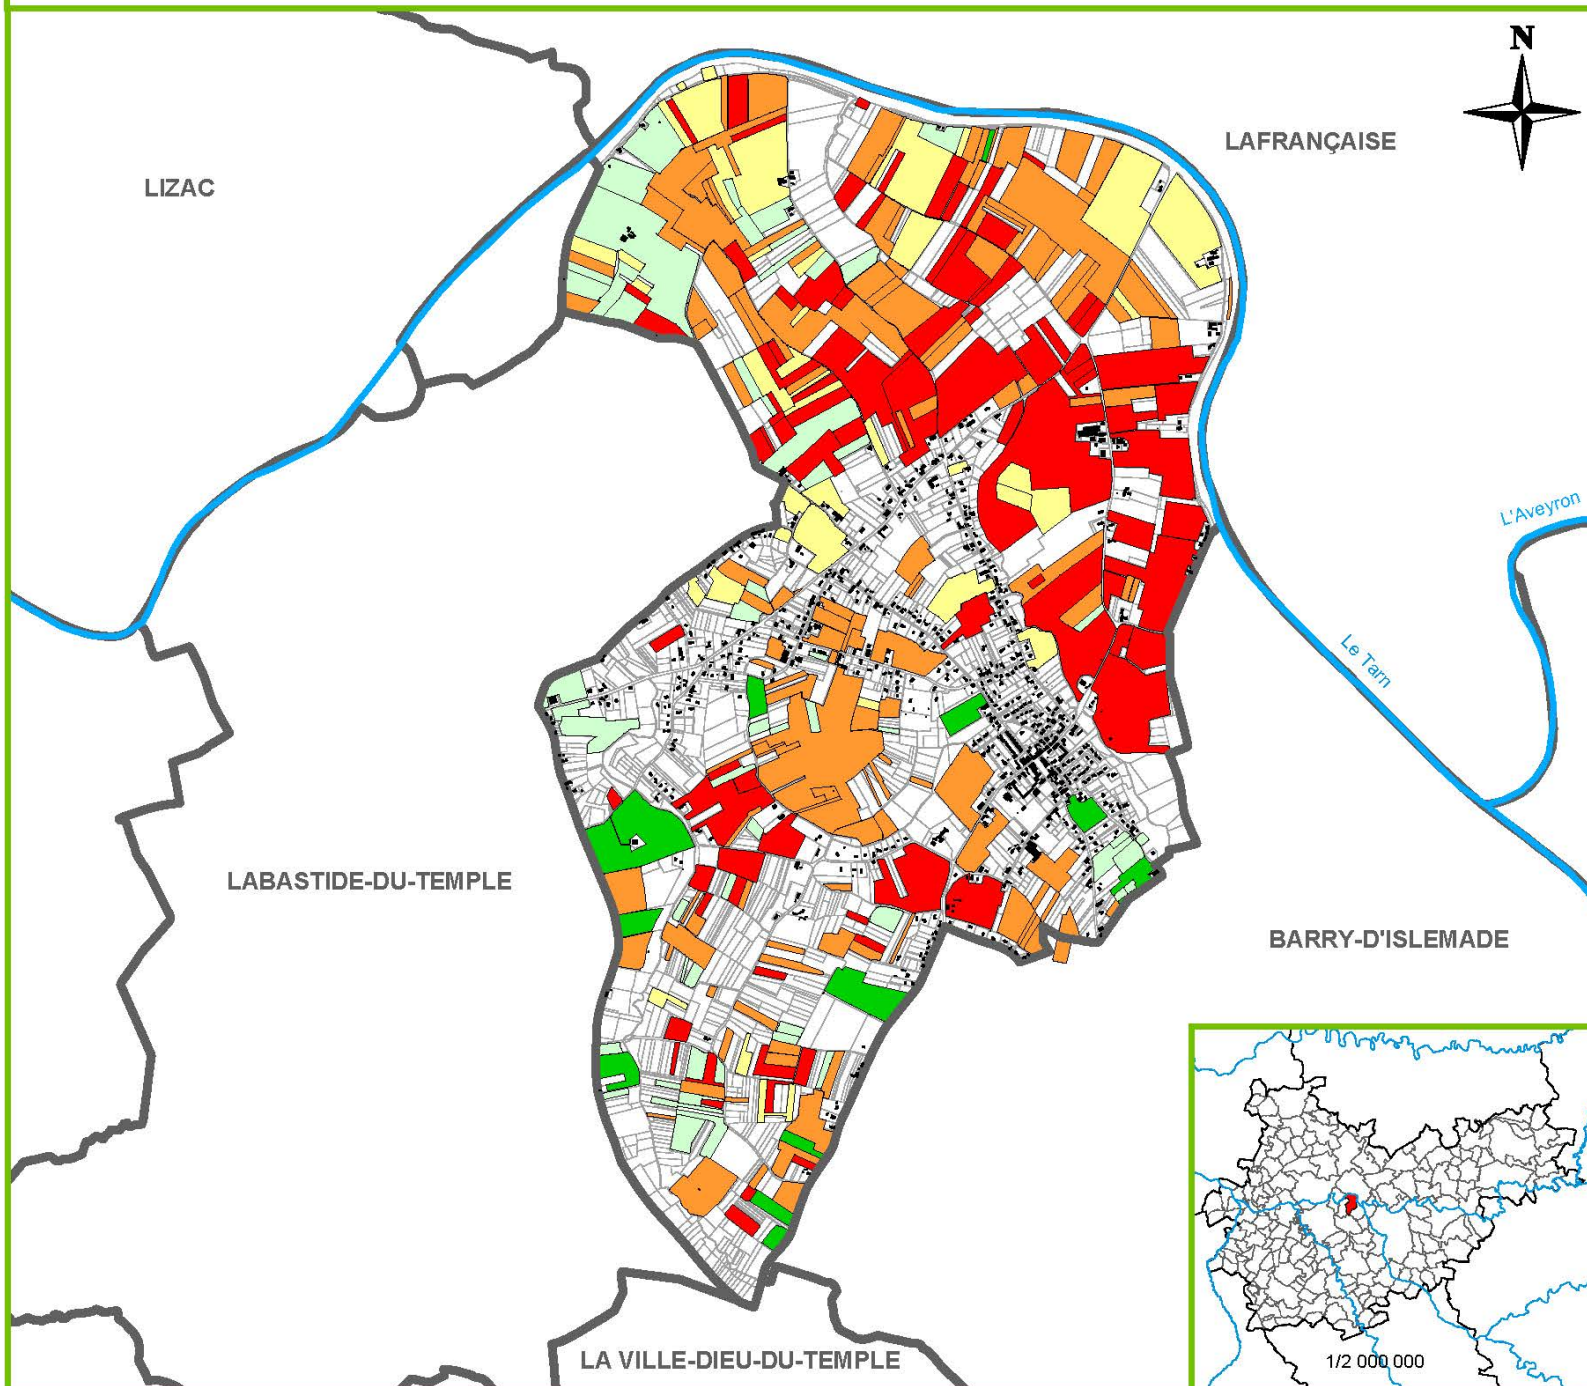 N
LAFRANÇAISE
LIZAC
L'Aveyron
Le Tarn
LABASTIDE-DU-TEMPLE
BARRY-D'ISLEMADE
LA VILLE-DIEU-DU-TEMPLE
1/2 000 000